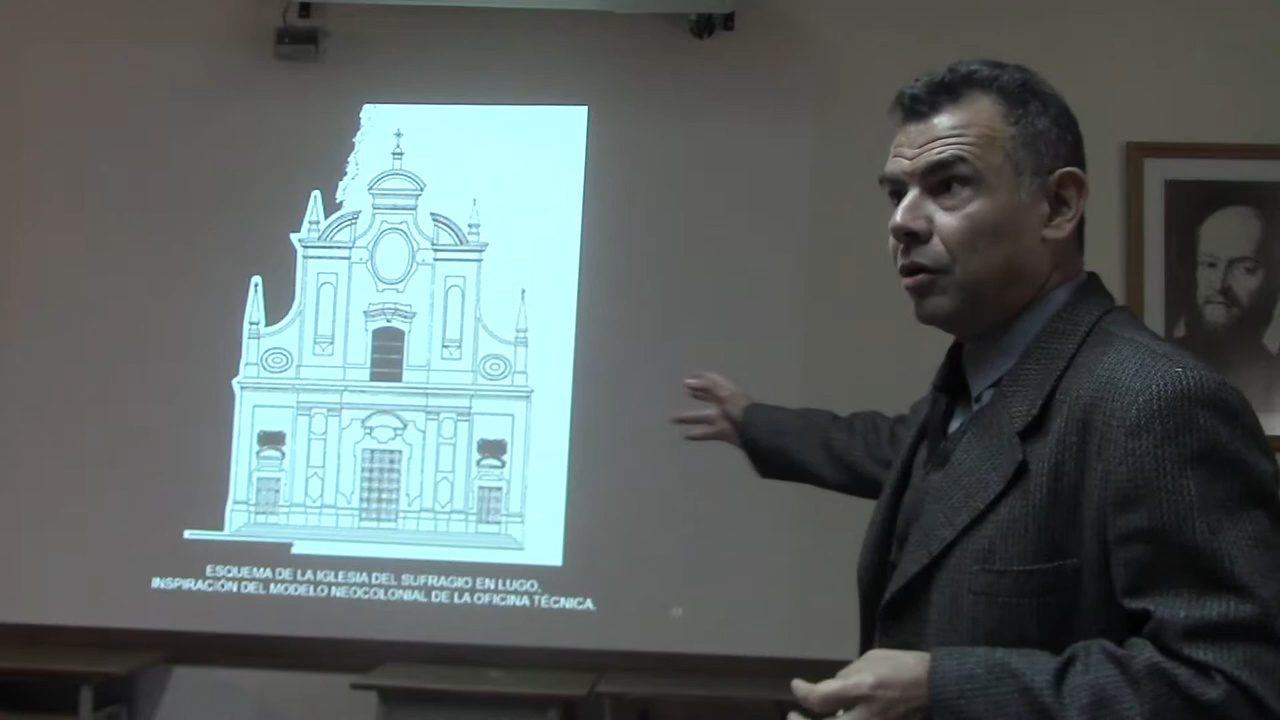 ESQUEMA DE LA IGLESIA DEL SUFRAGIO EN LUGO,
INSPIRACIÓN DEL MODELO NEOCOLONIAL DE LA OFICINA TÉCNICA.